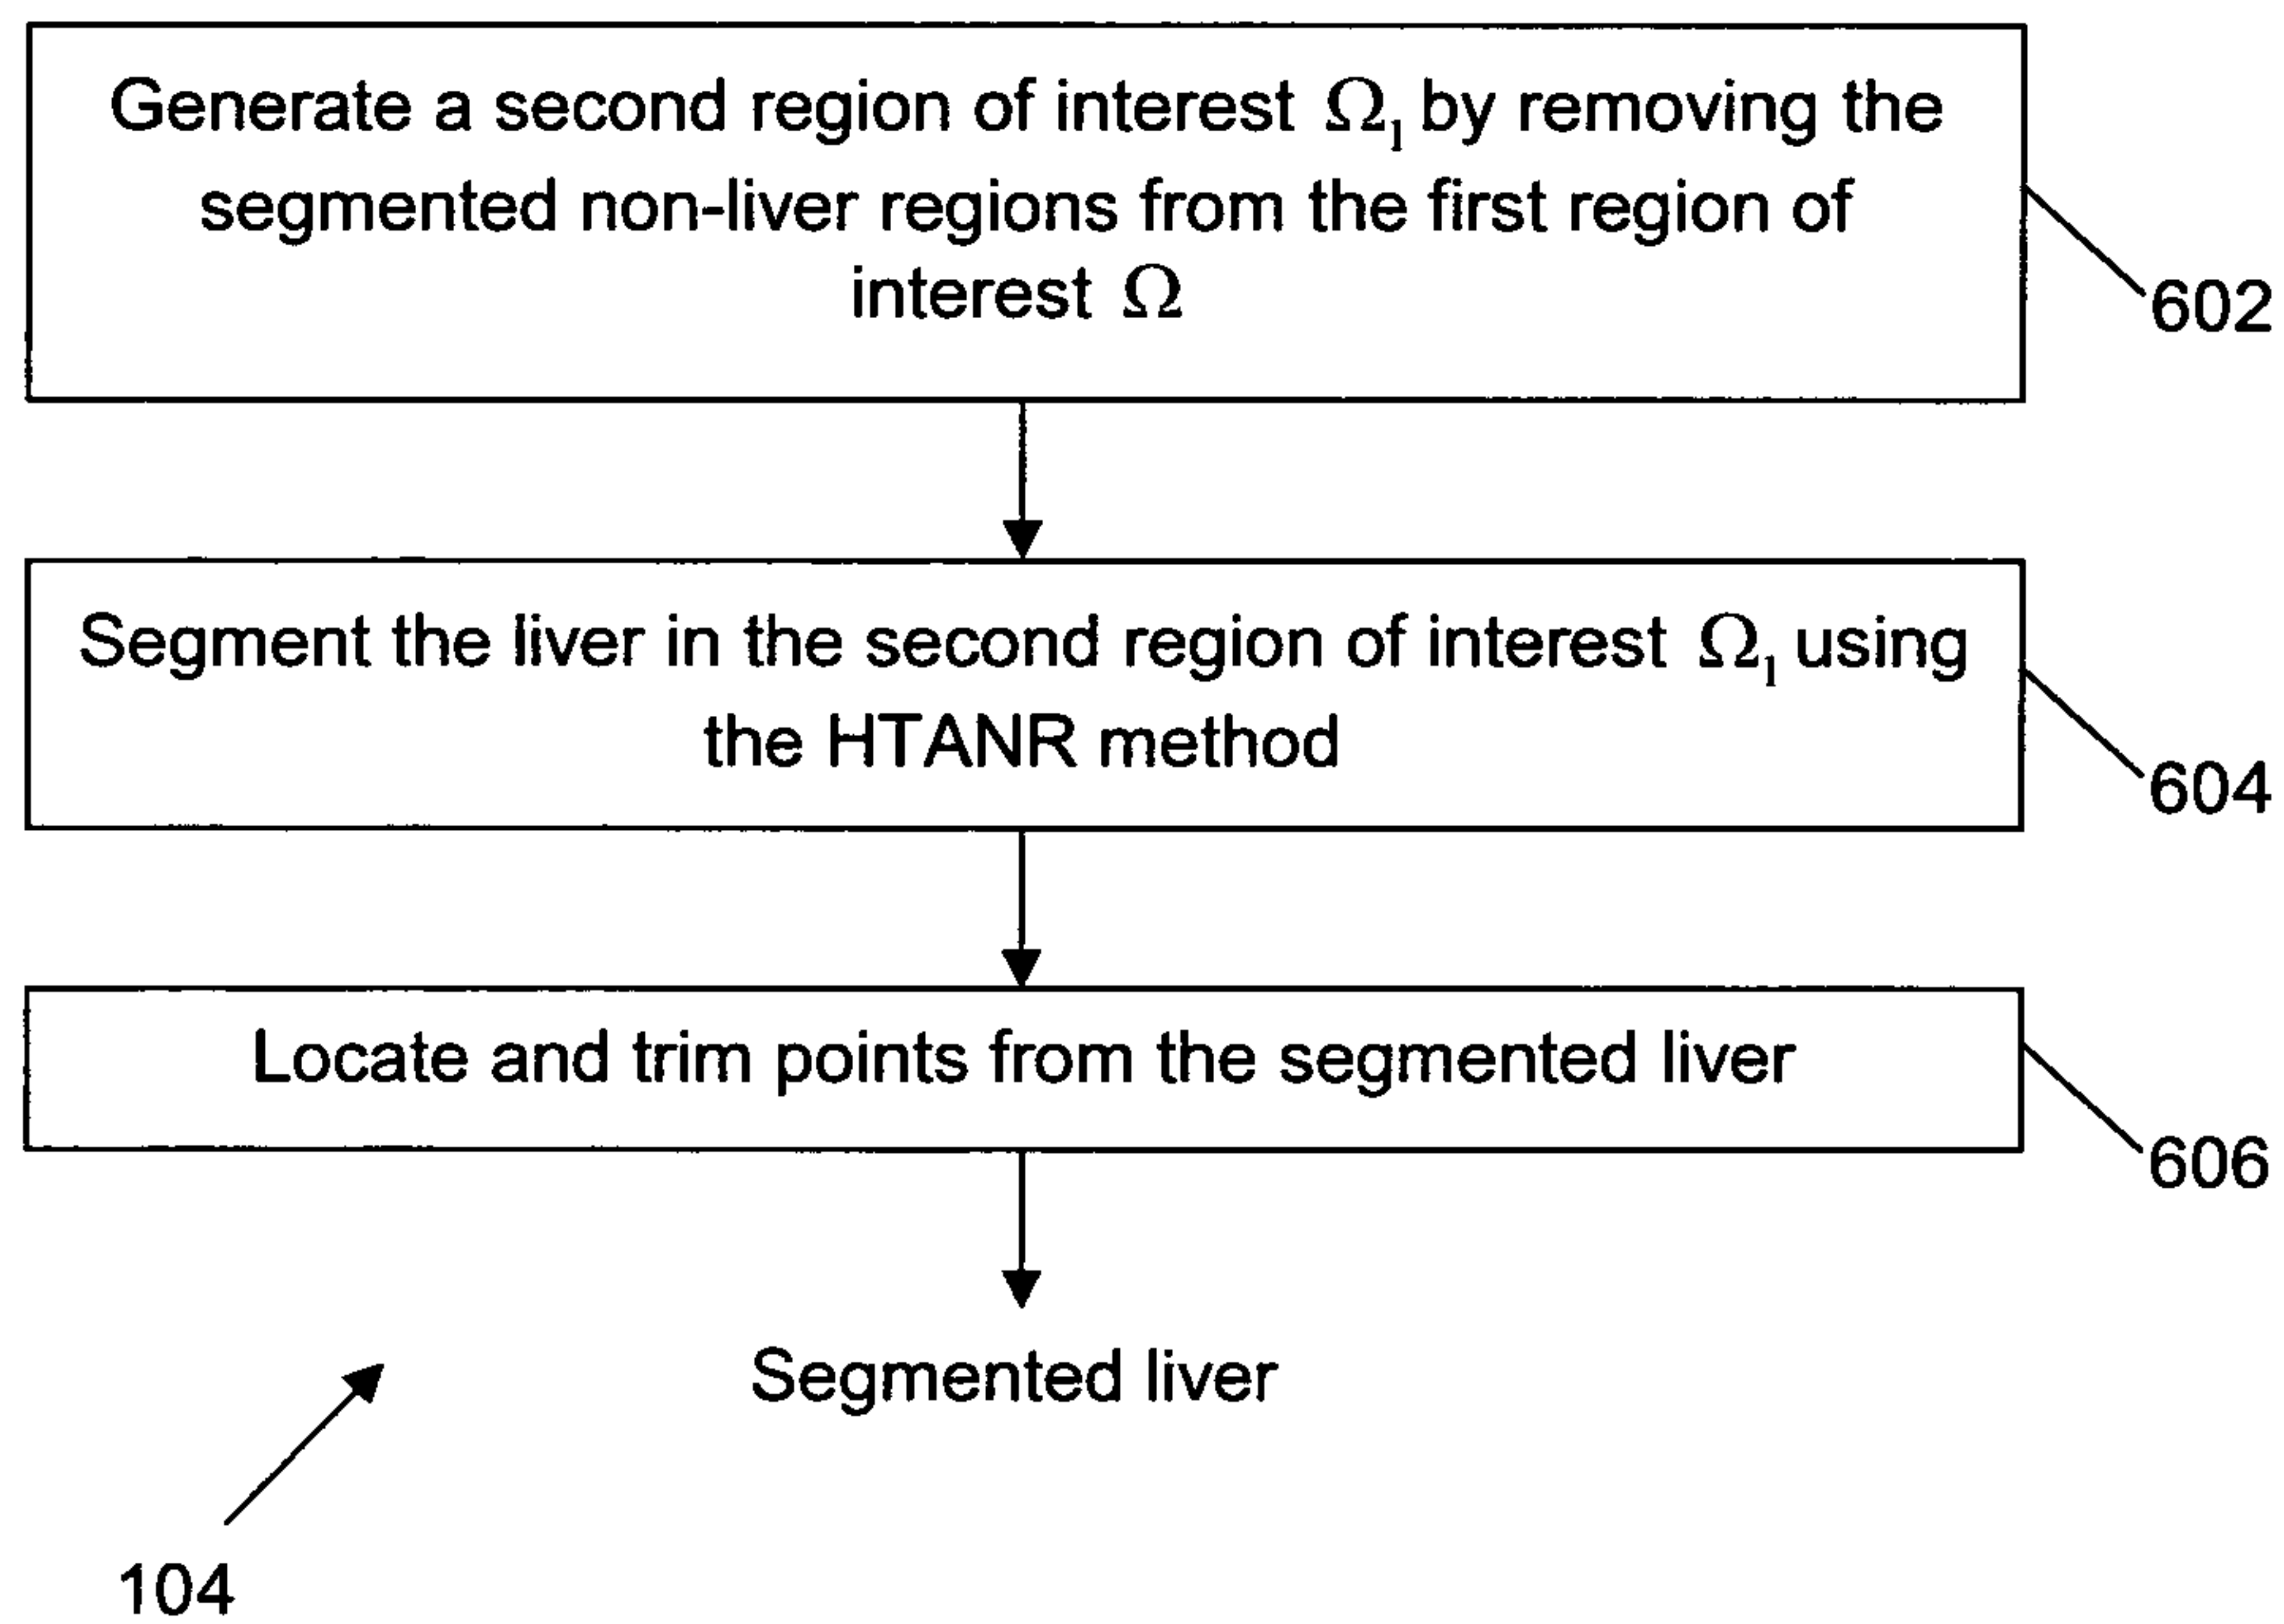 Generate a second region of interest Ω₁ by removing the
segmented non-liver regions from the first region of
interest Ω
602
Segment the liver in the second region of interest Ω₁ using
the HTANR method
604
Locate and trim points from the segmented liver
606
Segmented liver
104